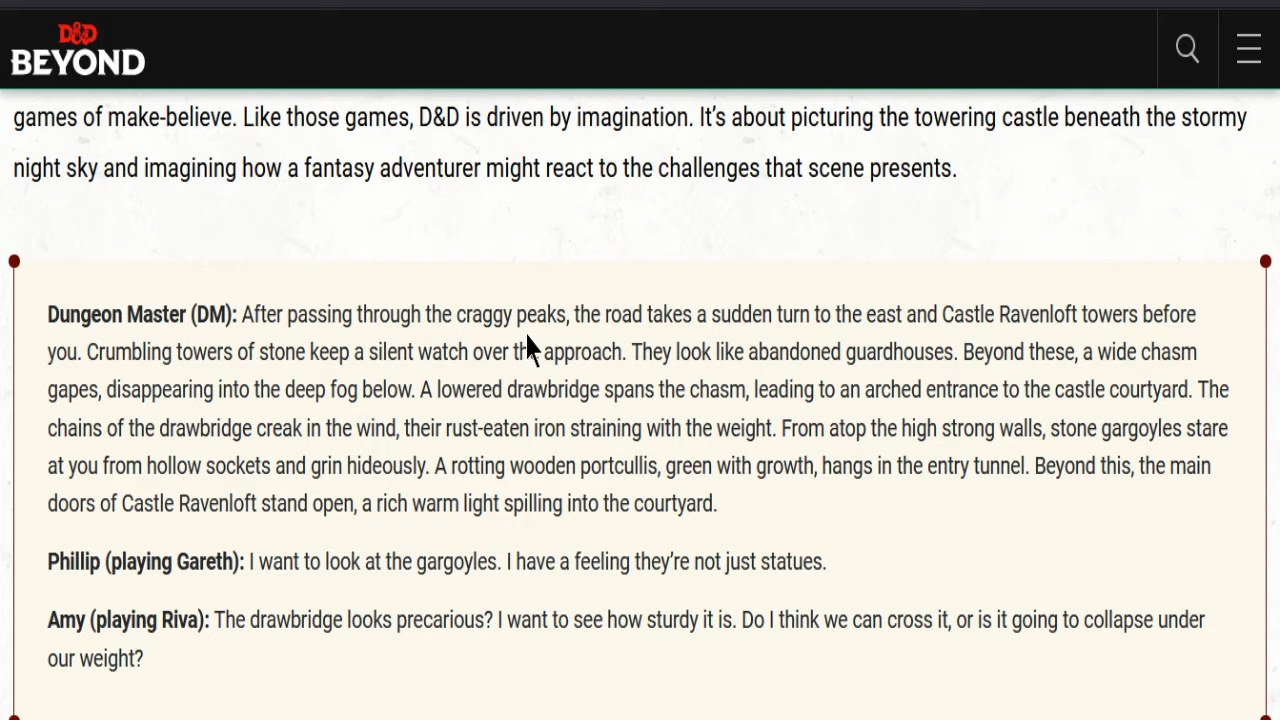 D&D
BEYOND
games of make-believe. Like those games, D&D is driven by imagination. It’s about picturing the towering castle beneath the stormy
night sky and imagining how a fantasy adventurer might react to the challenges that scene presents.
Dungeon Master (DM): After passing through the craggy peaks, the road takes a sudden turn to the east and Castle Ravenloft towers before
you. Crumbling towers of stone keep a silent watch over the approach. They look like abandoned guardhouses. Beyond these, a wide chasm
gapes, disappearing into the deep fog below. A lowered drawbridge spans the chasm, leading to an arched entrance to the castle courtyard. The
chains of the drawbridge creak in the wind, their rust-eaten iron straining with the weight. From atop the high strong walls, stone gargoyles stare
at you from hollow sockets and grin hideously. A rotting wooden portcullis, green with growth, hangs in the entry tunnel. Beyond this, the main
doors of Castle Ravenloft stand open, a rich warm light spilling into the courtyard.
Phillip (playing Gareth): I want to look at the gargoyles. I have a feeling they’re not just statues.
Amy (playing Riva): The drawbridge looks precarious? I want to see how sturdy it is. Do I think we can cross it, or is it going to collapse under
our weight?